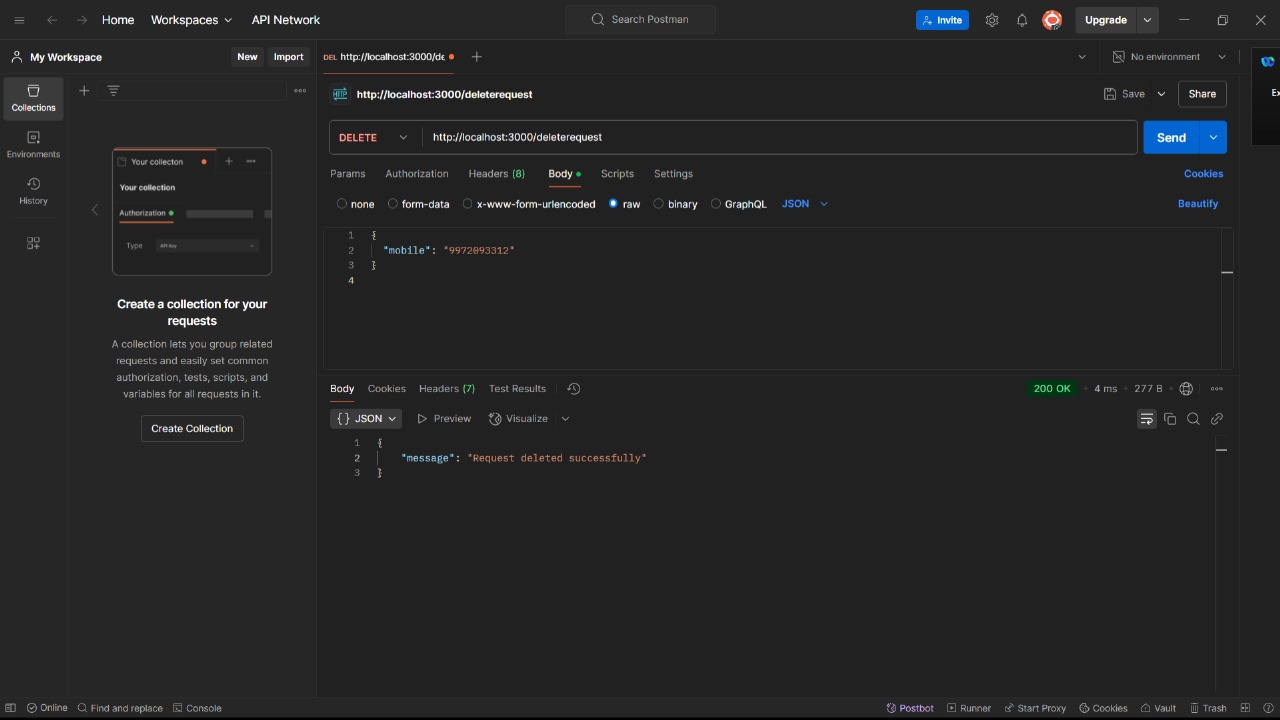 Home Workspaces API Network Search Postman Invite Upgrade
My Workspace New Import DEL http://localhost:3000/de No environment
Collections
Environments
History
Your collecton
Your collection
Authorization
Type API Key
Create a collection for your
requests
A collection lets you group related
requests and easily set common
authorization, tests, scripts, and
variables for all requests in it.
Create Collection
HTTP http://localhost:3000/deleterequest Save Share
DELETE http://localhost:3000/deleterequest Send
Params Authorization Headers (8) Body Scripts Settings Cookies
none form-data x-www-form-urlencoded raw binary GraphQL JSON Beautify
1 {
2 "mobile": "9972093312"
3 }
4
Body Cookies Headers (7) Test Results 200 OK 4 ms 277 B
{} JSON Preview Visualize
1 {
2 "message": "Request deleted successfully"
3 }
Online Find and replace Console Postbot Runner Start Proxy Cookies Vault Trash